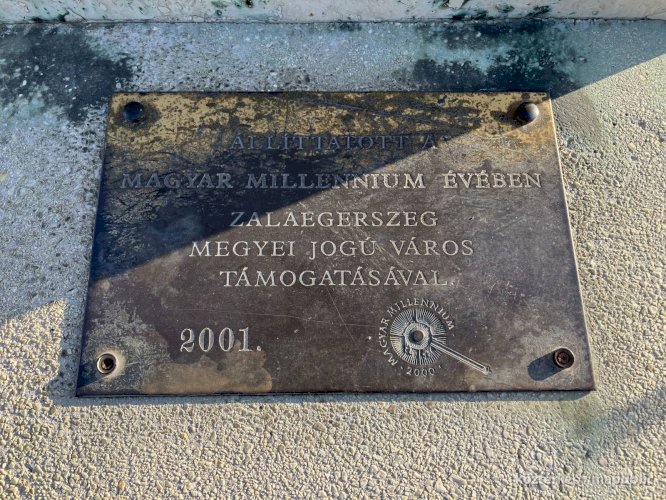 ÁLLÍTTATOTT A
MAGYAR MILLENNIUM ÉVÉBEN
ZALAEGERSZEG
MEGYEI JOGÚ VÁROS
TÁMOGATÁSÁVAL.
2001.
MAGYAR MILLENNIUM
· 2000 ·